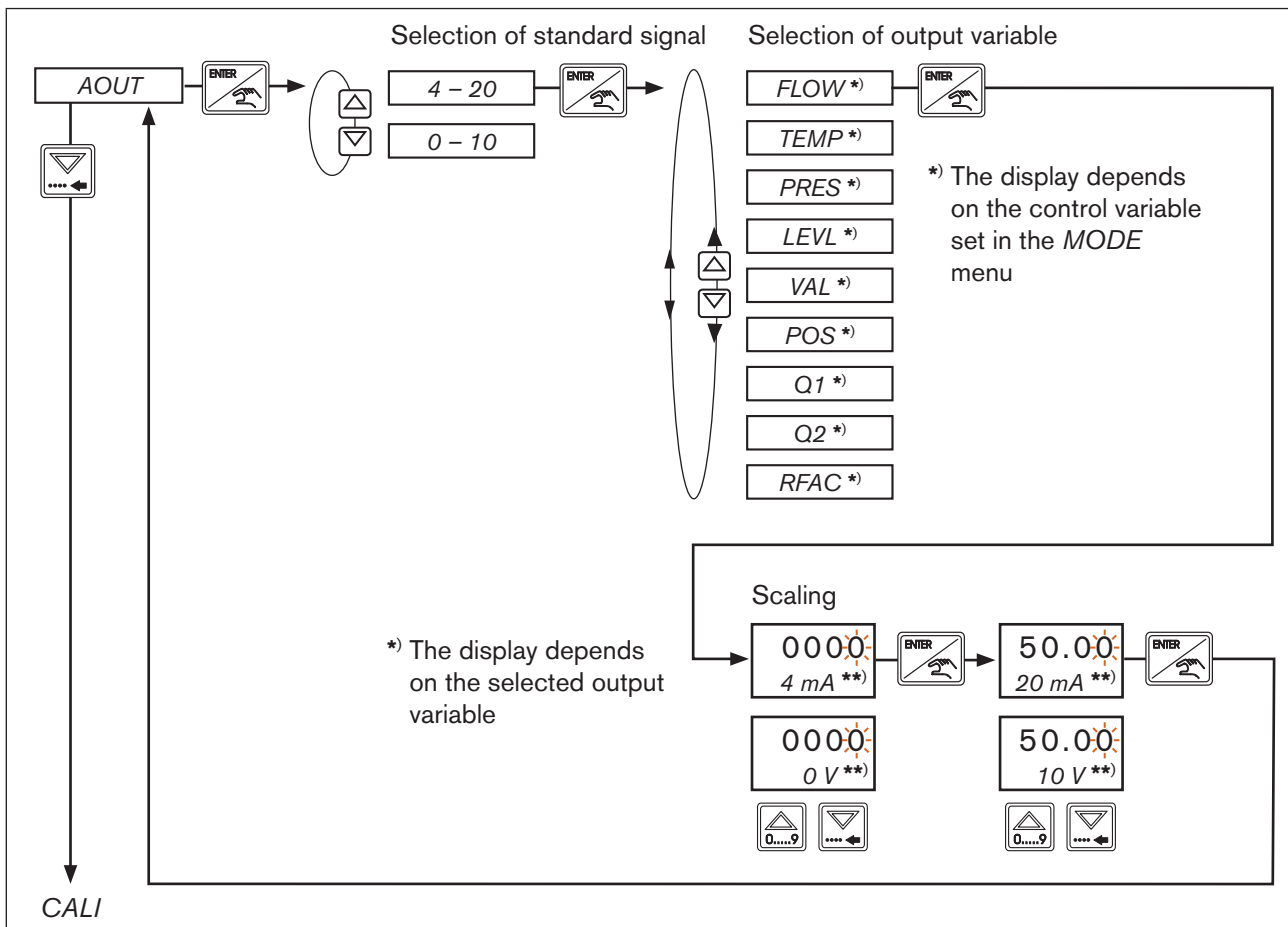 Selection of standard signal
Selection of output variable
AOUT
ENTER
4 – 20
ENTER
FLOW *)
ENTER
0 – 10
TEMP *)
PRES *)
LEVL *)
VAL *)
POS *)
Q1 *)
Q2 *)
RFAC *)
*) The display depends
on the control variable
set in the MODE
menu
Scaling
*) The display depends
on the selected output
variable
0000
4 mA **)
ENTER
50.00
20 mA **)
ENTER
0000
0 V **)
50.00
10 V **)
0.....9
....
0.....9
....
....
CALI